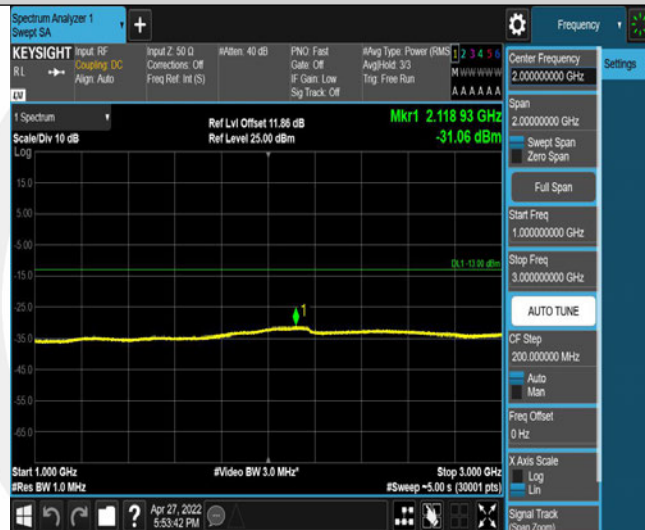 Spectrum Analyzer 1
Swept SA
Frequency
KEYSIGHT
RL
Input: RF
Coupling: DC
Align: Auto
Input Z: 50 Ω
Corrections: Off
Freq Ref: Int (S)
#Atten: 40 dB
PNO: Fast
Gate: Off
IF Gain: Low
Sig Track: Off
#Avg Type: Power (RMS
Avg|Hold: 3/3
Trig: Free Run
1 2 3 4 5 6
M W W W W W
A A A A A A
LXI
1 Spectrum
Scale/Div 10 dB
Log
Ref Lvl Offset 11.86 dB
Ref Level 25.00 dBm
Mkr1 2.118 93 GHz
-31.06 dBm
15.0
5.00
-5.00
-15.0
-25.0
-35.0
-45.0
-55.0
-65.0
DL1 -13.00 dBm
1
Start 1.000 GHz
#Res BW 1.0 MHz
#Video BW 3.0 MHz*
Stop 3.000 GHz
#Sweep ~5.00 s (30001 pts)
Apr 27, 2022
5:53:42 PM
Center Frequency
2.000000000 GHz
Settings
Span
2.00000000 GHz
Swept Span
Zero Span
Full Span
Start Freq
1.000000000 GHz
Stop Freq
3.000000000 GHz
AUTO TUNE
CF Step
200.000000 MHz
Auto
Man
Freq Offset
0 Hz
X Axis Scale
Log
Lin
Signal Track
(Span Zoom)